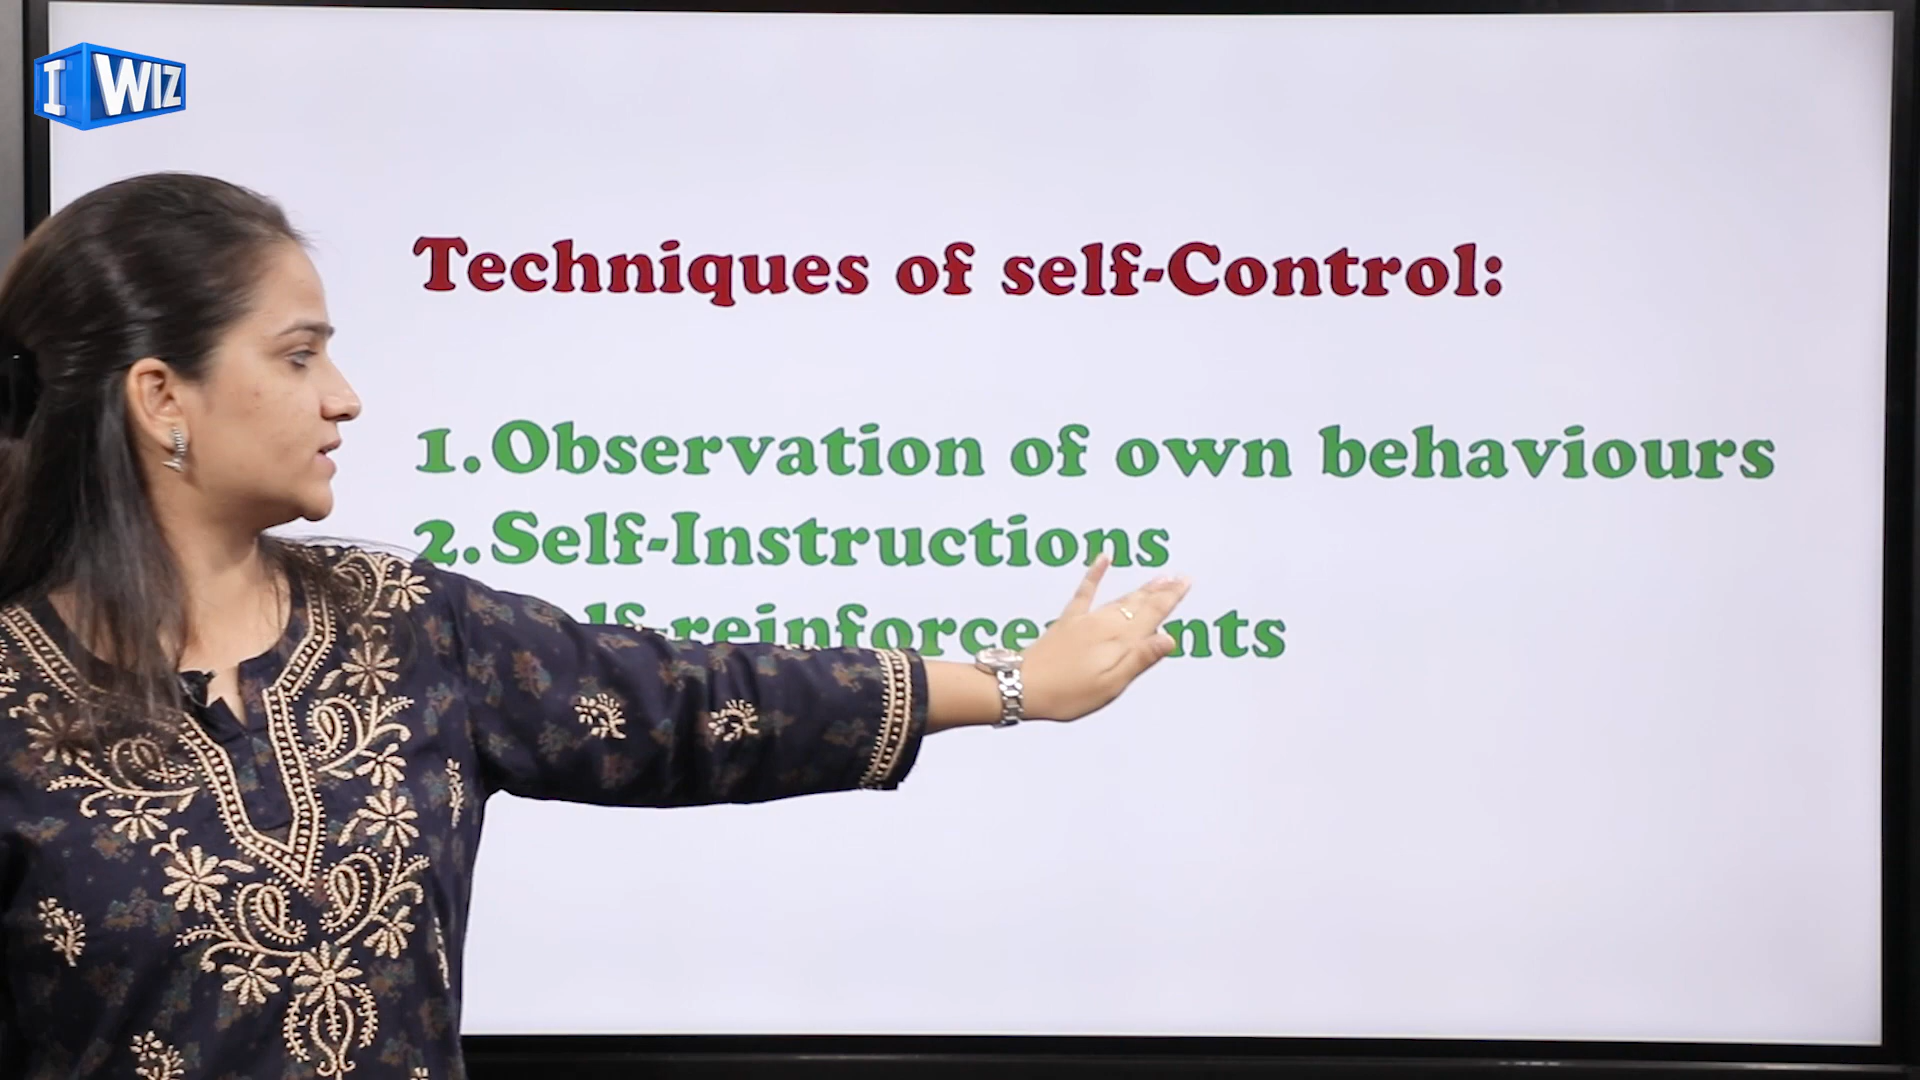 I WIZ
Techniques of self-Control:
1. Observation of own behaviours
2. Self-Instructions